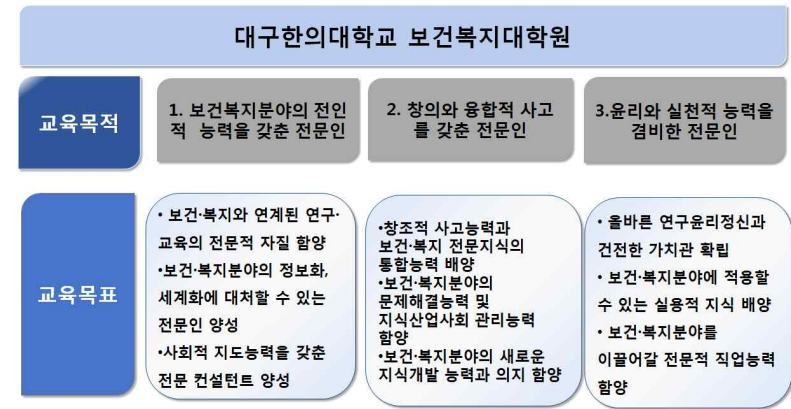 대구한의대학교 보건복지대학원
교육목적
1. 보건복지분야의 전인
적 능력을 갖춘 전문인
2. 창의와 융합적 사고
를 갖춘 전문인
3.윤리와 실천적 능력을
겸비한 전문인
교육목표
• 보건·복지와 연계된 연구·
교육의 전문적 자질 함양
•보건·복지분야의 정보화,
세계화에 대처할 수 있는
전문인 양성
•사회적 지도능력을 갖춘
전문 컨설턴트 양성
•창조적 사고능력과
보건·복지 전문지식의
통합능력 배양
•보건·복지분야의
문제해결능력 및
지식산업사회 관리능력
함양
•보건·복지분야의 새로운
지식개발 능력과 의지 함양
• 올바른 연구윤리정신과
건전한 가치관 확립
• 보건·복지분야에 적용할
수 있는 실용적 지식 배양
• 보건·복지분야를
이끌어갈 전문적 직업능력
함양